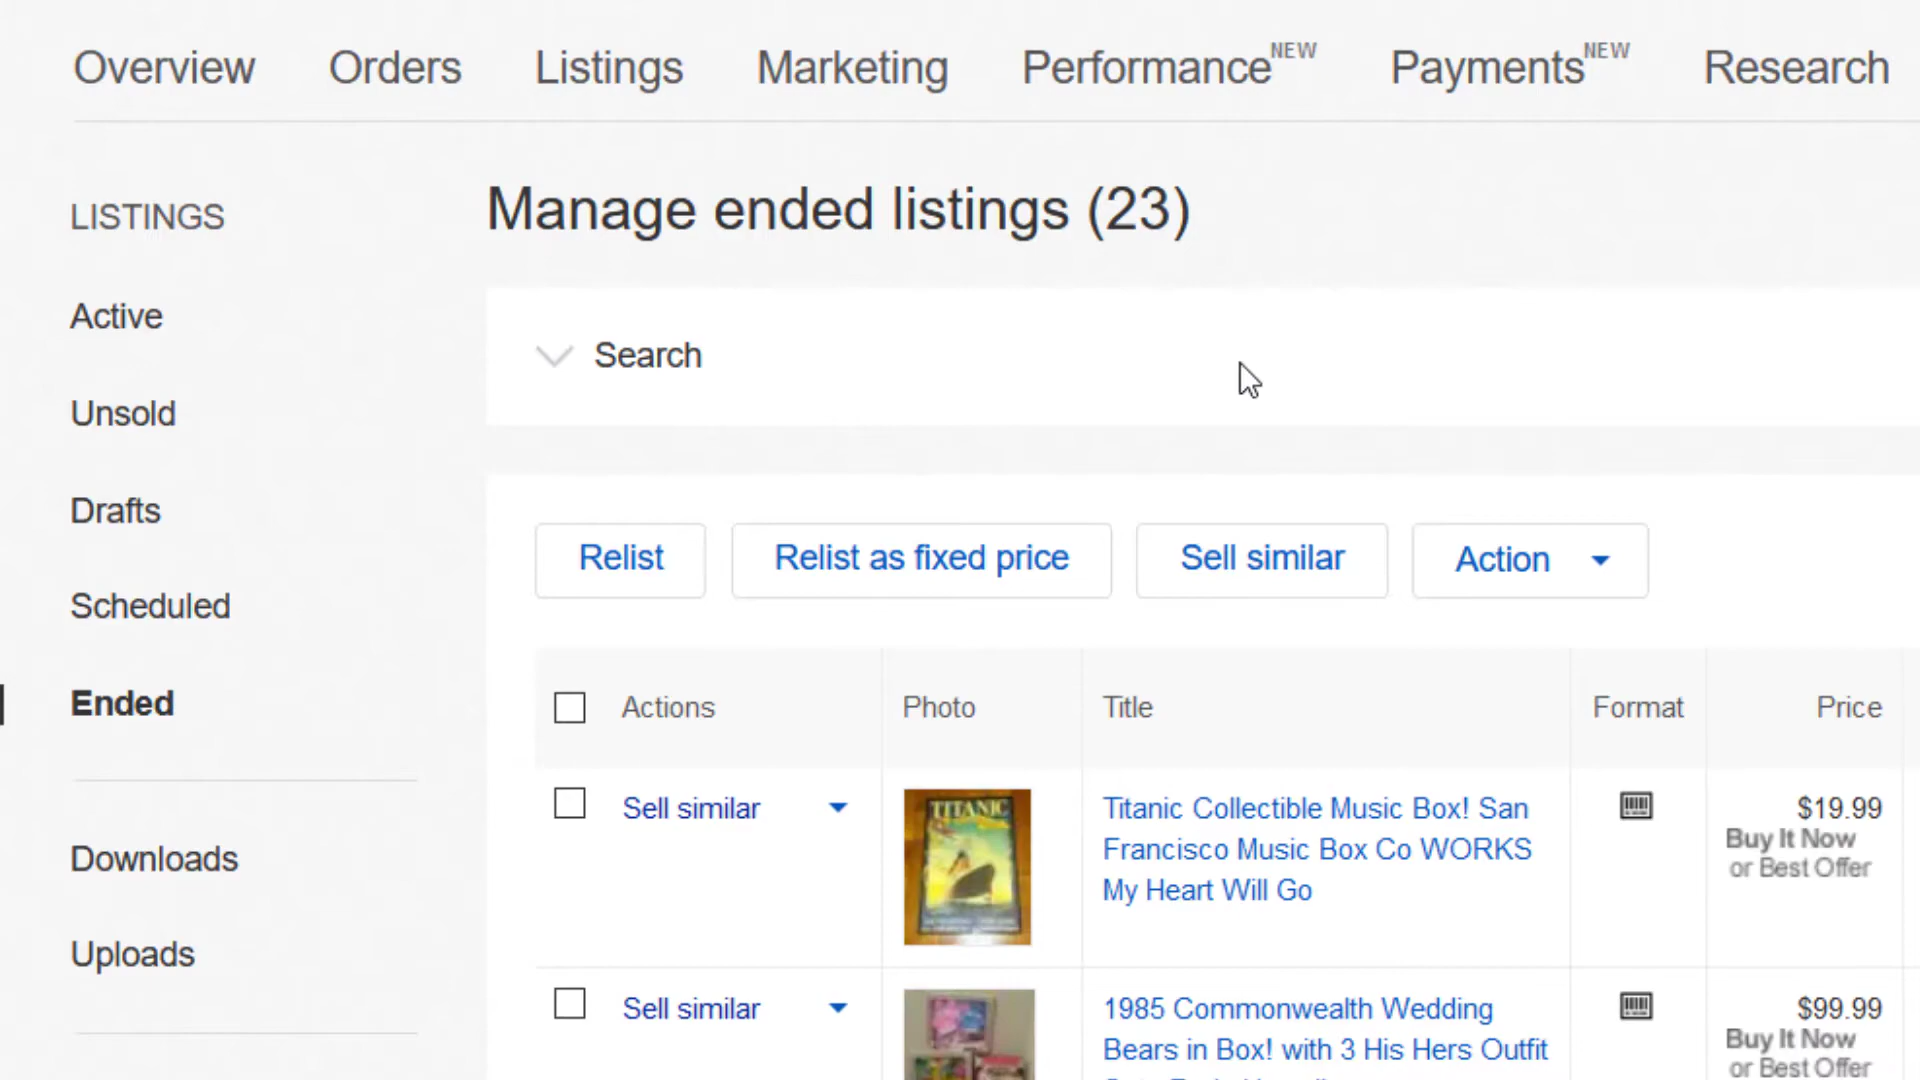 Overview Orders Listings Marketing Performance NEW Payments NEW Research
LISTINGS
Manage ended listings (23)
Active
Search
Unsold
Drafts
Relist Relist as fixed price Sell similar Action
Scheduled
Ended
Actions Photo Title Format Price
Sell similar
TITANIC
Titanic Collectible Music Box! San
Francisco Music Box Co WORKS
My Heart Will Go
$19.99
Buy It Now
or Best Offer
Downloads
Uploads
Sell similar
1985 Commonwealth Wedding
Bears in Box! with 3 His Hers Outfit
$99.99
Buy It Now
or Best Offer